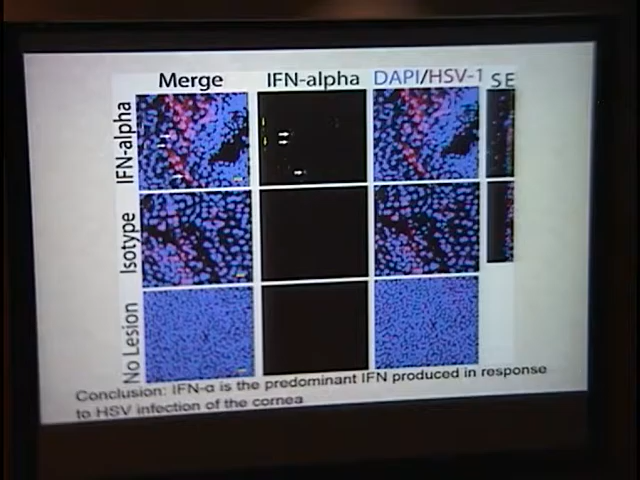 Merge IFN-alpha DAPI/HSV-1 SE
IFN-alpha
Isotype
No Lesion
Conclusion: IFN-α is the predominant IFN produced in response
to HSV infection of the cornea